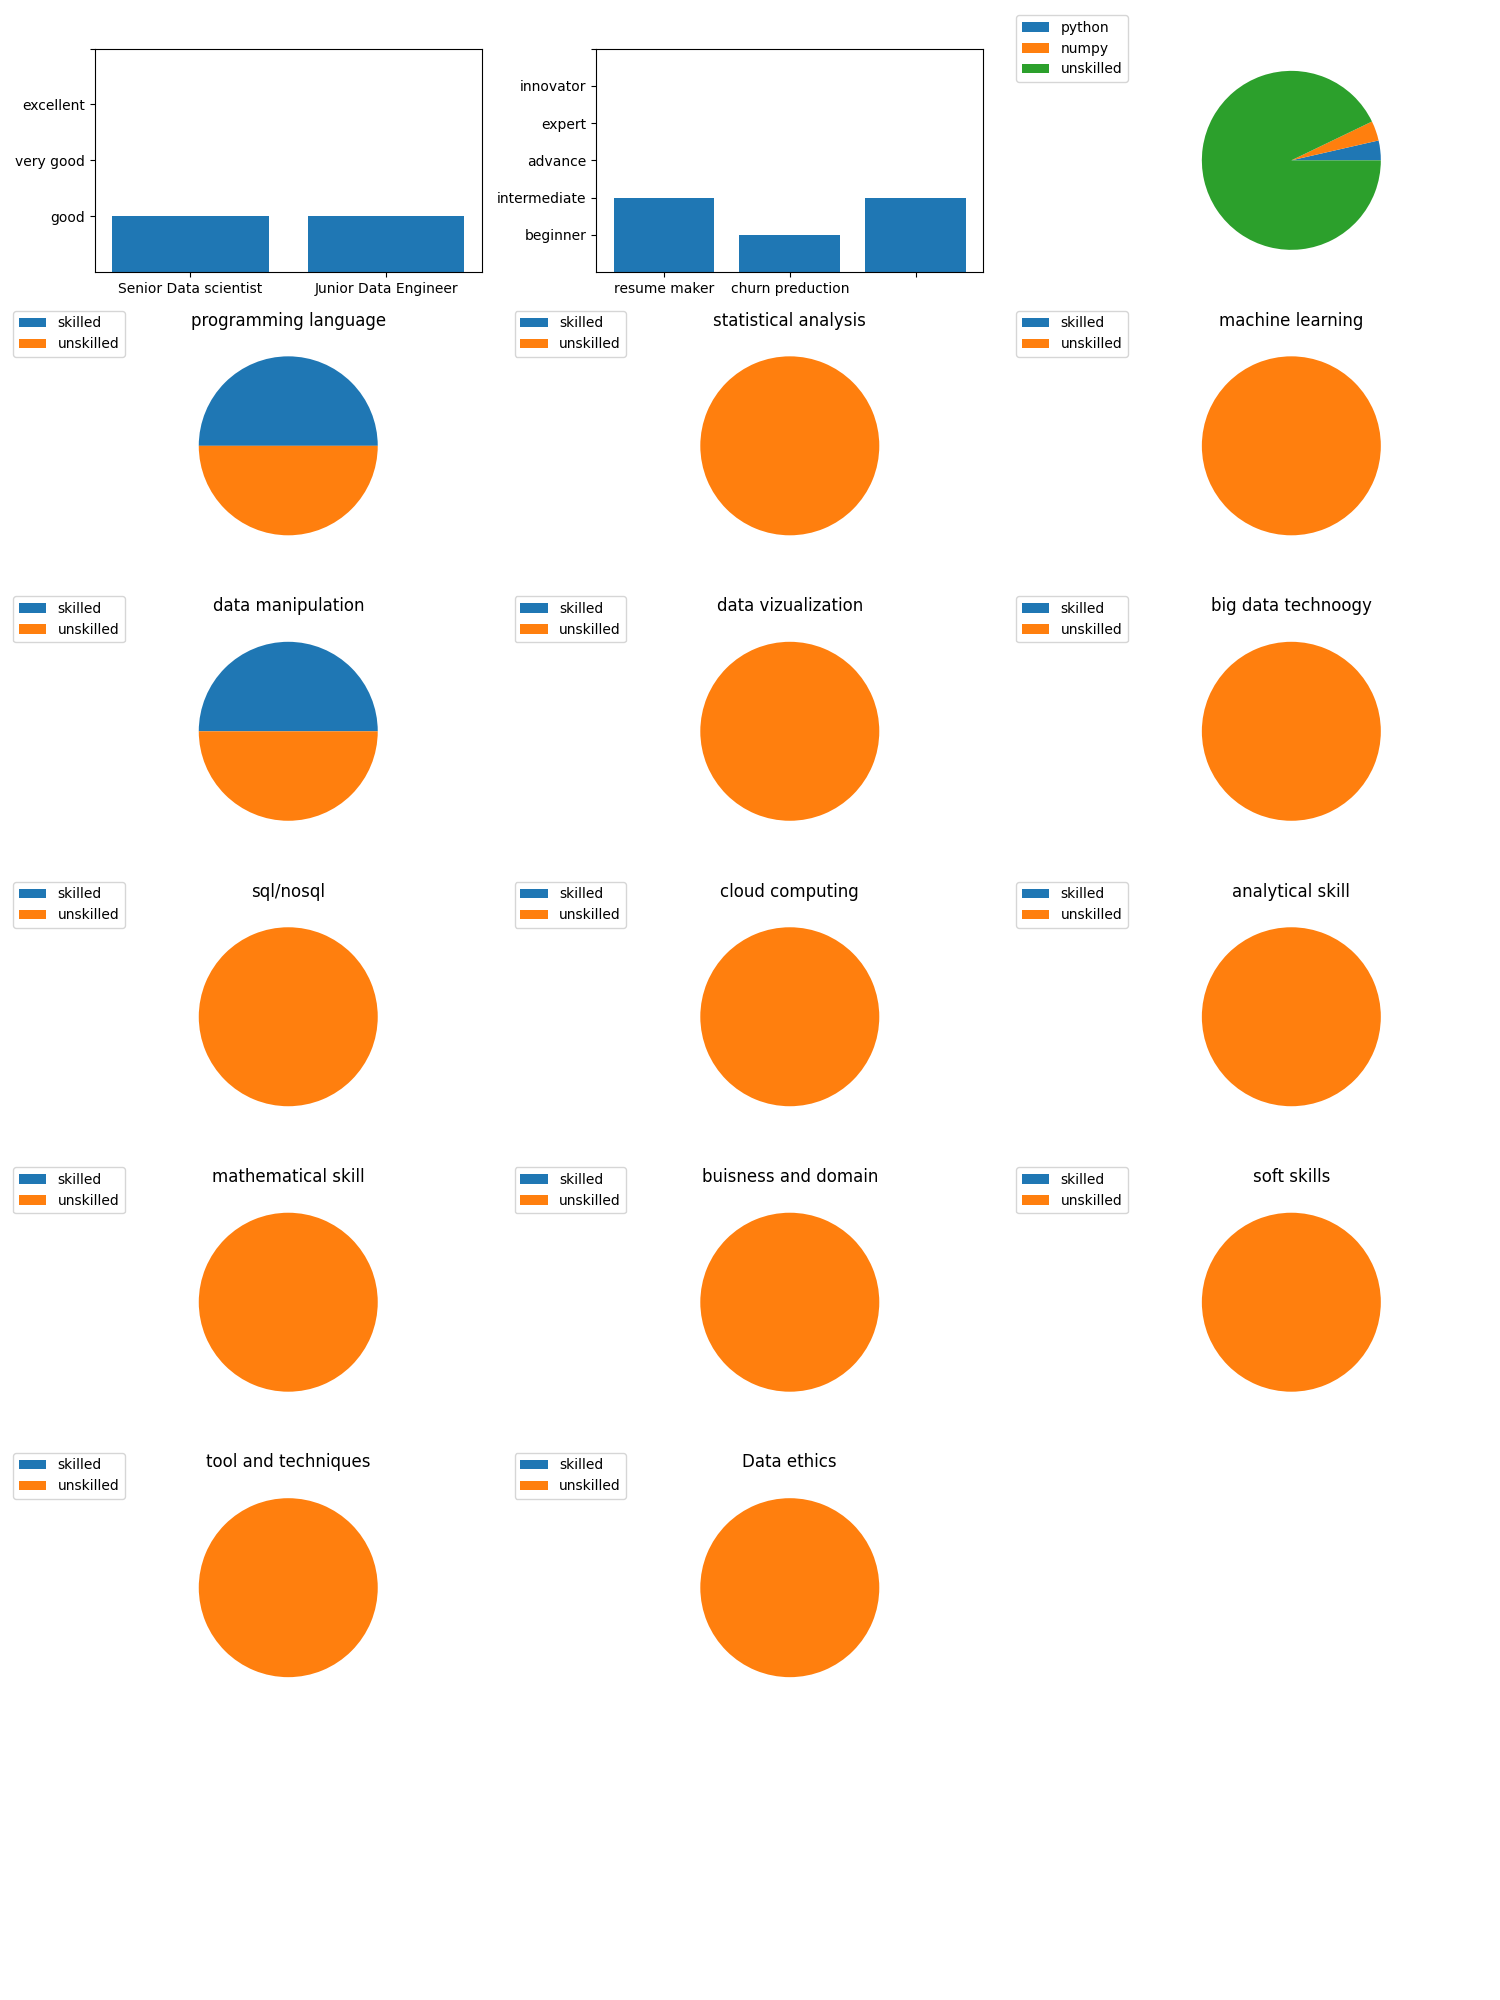 excellent
very good
good
Senior Data scientist
Junior Data Engineer
innovator
expert
advance
intermediate
beginner
resume maker
churn preduction
python
numpy
unskilled
skilled
unskilled
programming language
skilled
unskilled
statistical analysis
skilled
unskilled
machine learning
skilled
unskilled
data manipulation
skilled
unskilled
data vizualization
skilled
unskilled
big data technoogy
skilled
unskilled
sql/nosql
skilled
unskilled
cloud computing
skilled
unskilled
analytical skill
skilled
unskilled
mathematical skill
skilled
unskilled
buisness and domain
skilled
unskilled
soft skills
skilled
unskilled
tool and techniques
skilled
unskilled
Data ethics